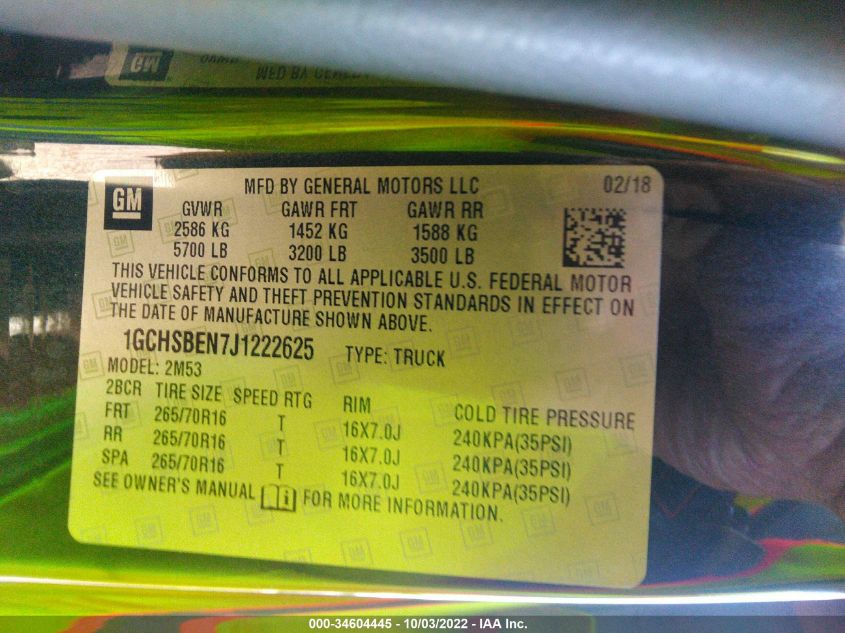 GM
MFD BY GENERAL MOTORS LLC 02/18
GVWR GAWR FRT GAWR RR
2586 KG 1452 KG 1588 KG
5700 LB 3200 LB 3500 LB
THIS VEHICLE CONFORMS TO ALL APPLICABLE U.S. FEDERAL MOTOR
VEHICLE SAFETY AND THEFT PREVENTION STANDARDS IN EFFECT ON
THE DATE OF MANUFACTURE SHOWN ABOVE.
1GCHSBEN7J1222625 TYPE: TRUCK
MODEL: 2M53
2BCR TIRE SIZE SPEED RTG RIM COLD TIRE PRESSURE
FRT 265/70R16 T 16X7.0J 240KPA(35PSI)
RR 265/70R16 T 16X7.0J 240KPA(35PSI)
SPA 265/70R16 T 16X7.0J 240KPA(35PSI)
SEE OWNER'S MANUAL FOR MORE INFORMATION.
000-34604445 - 10/03/2022 - IAA Inc.